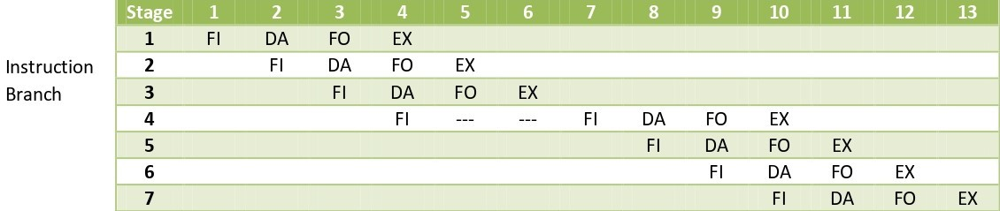 Stage 1 2 3 4 5 6 7 8 9 10 11 12 13
1 FI DA FO EX
Instruction 2 FI DA FO EX
Branch 3 FI DA FO EX
4 FI --- --- FI DA FO EX
5 FI DA FO EX
6 FI DA FO EX
7 FI DA FO EX